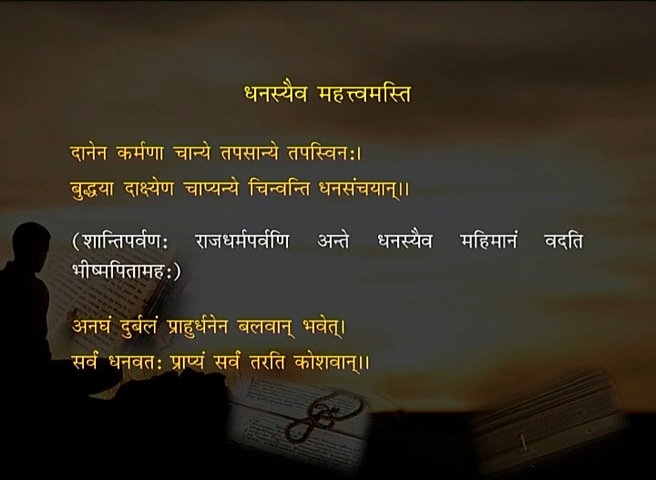 धनस्यैव महत्त्वमस्ति
दानेन कर्मणा चान्ये तपसान्ये तपस्विनः।
बुद्धया दाक्ष्येण चाप्यन्ये चिन्वन्ति धनसंचयान्।।
(शान्तिपर्वणः राजधर्मपर्वणि अन्ते धनस्यैव महिमानं वदति
भीष्मपितामहः)
अनघं दुर्बलं प्राहुर्धनेन बलवान् भवेत्।
सर्वं धनवतः प्राप्यं सर्वं तरति कोशवान्।।